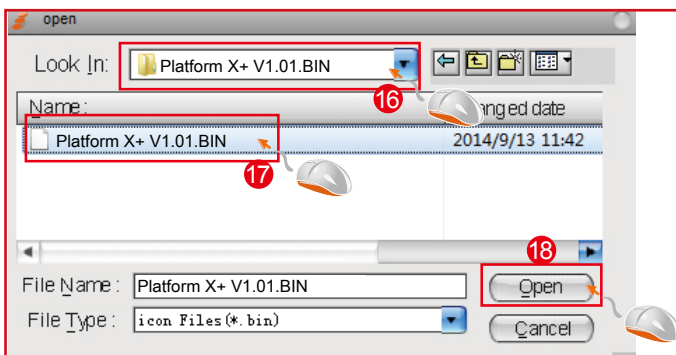 open
Look In: Platform X+ V1.01.BIN
16
Name: anged date
Platform X+ V1.01.BIN 2014/9/13 11:42
17
18
File Name : Platform X+ V1.01.BIN Open
File Type : icon Files(*.bin) Cancel